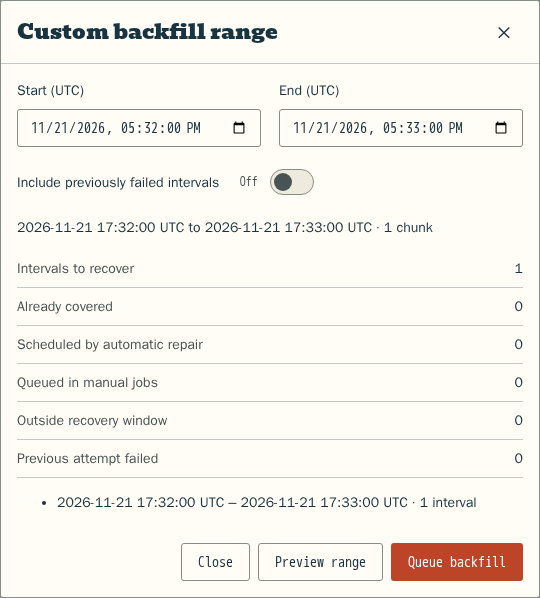 Custom backfill range
Start (UTC)
End (UTC)
11/21/2026, 05:32:00 PM
11/21/2026, 05:33:00 PM
Include previously failed intervals
Off
2026-11-21 17:32:00 UTC to 2026-11-21 17:33:00 UTC · 1 chunk
Intervals to recover 1
Already covered 0
Scheduled by automatic repair 0
Queued in manual jobs 0
Outside recovery window 0
Previous attempt failed 0
• 2026-11-21 17:32:00 UTC – 2026-11-21 17:33:00 UTC · 1 interval
Close
Preview range
Queue backfill